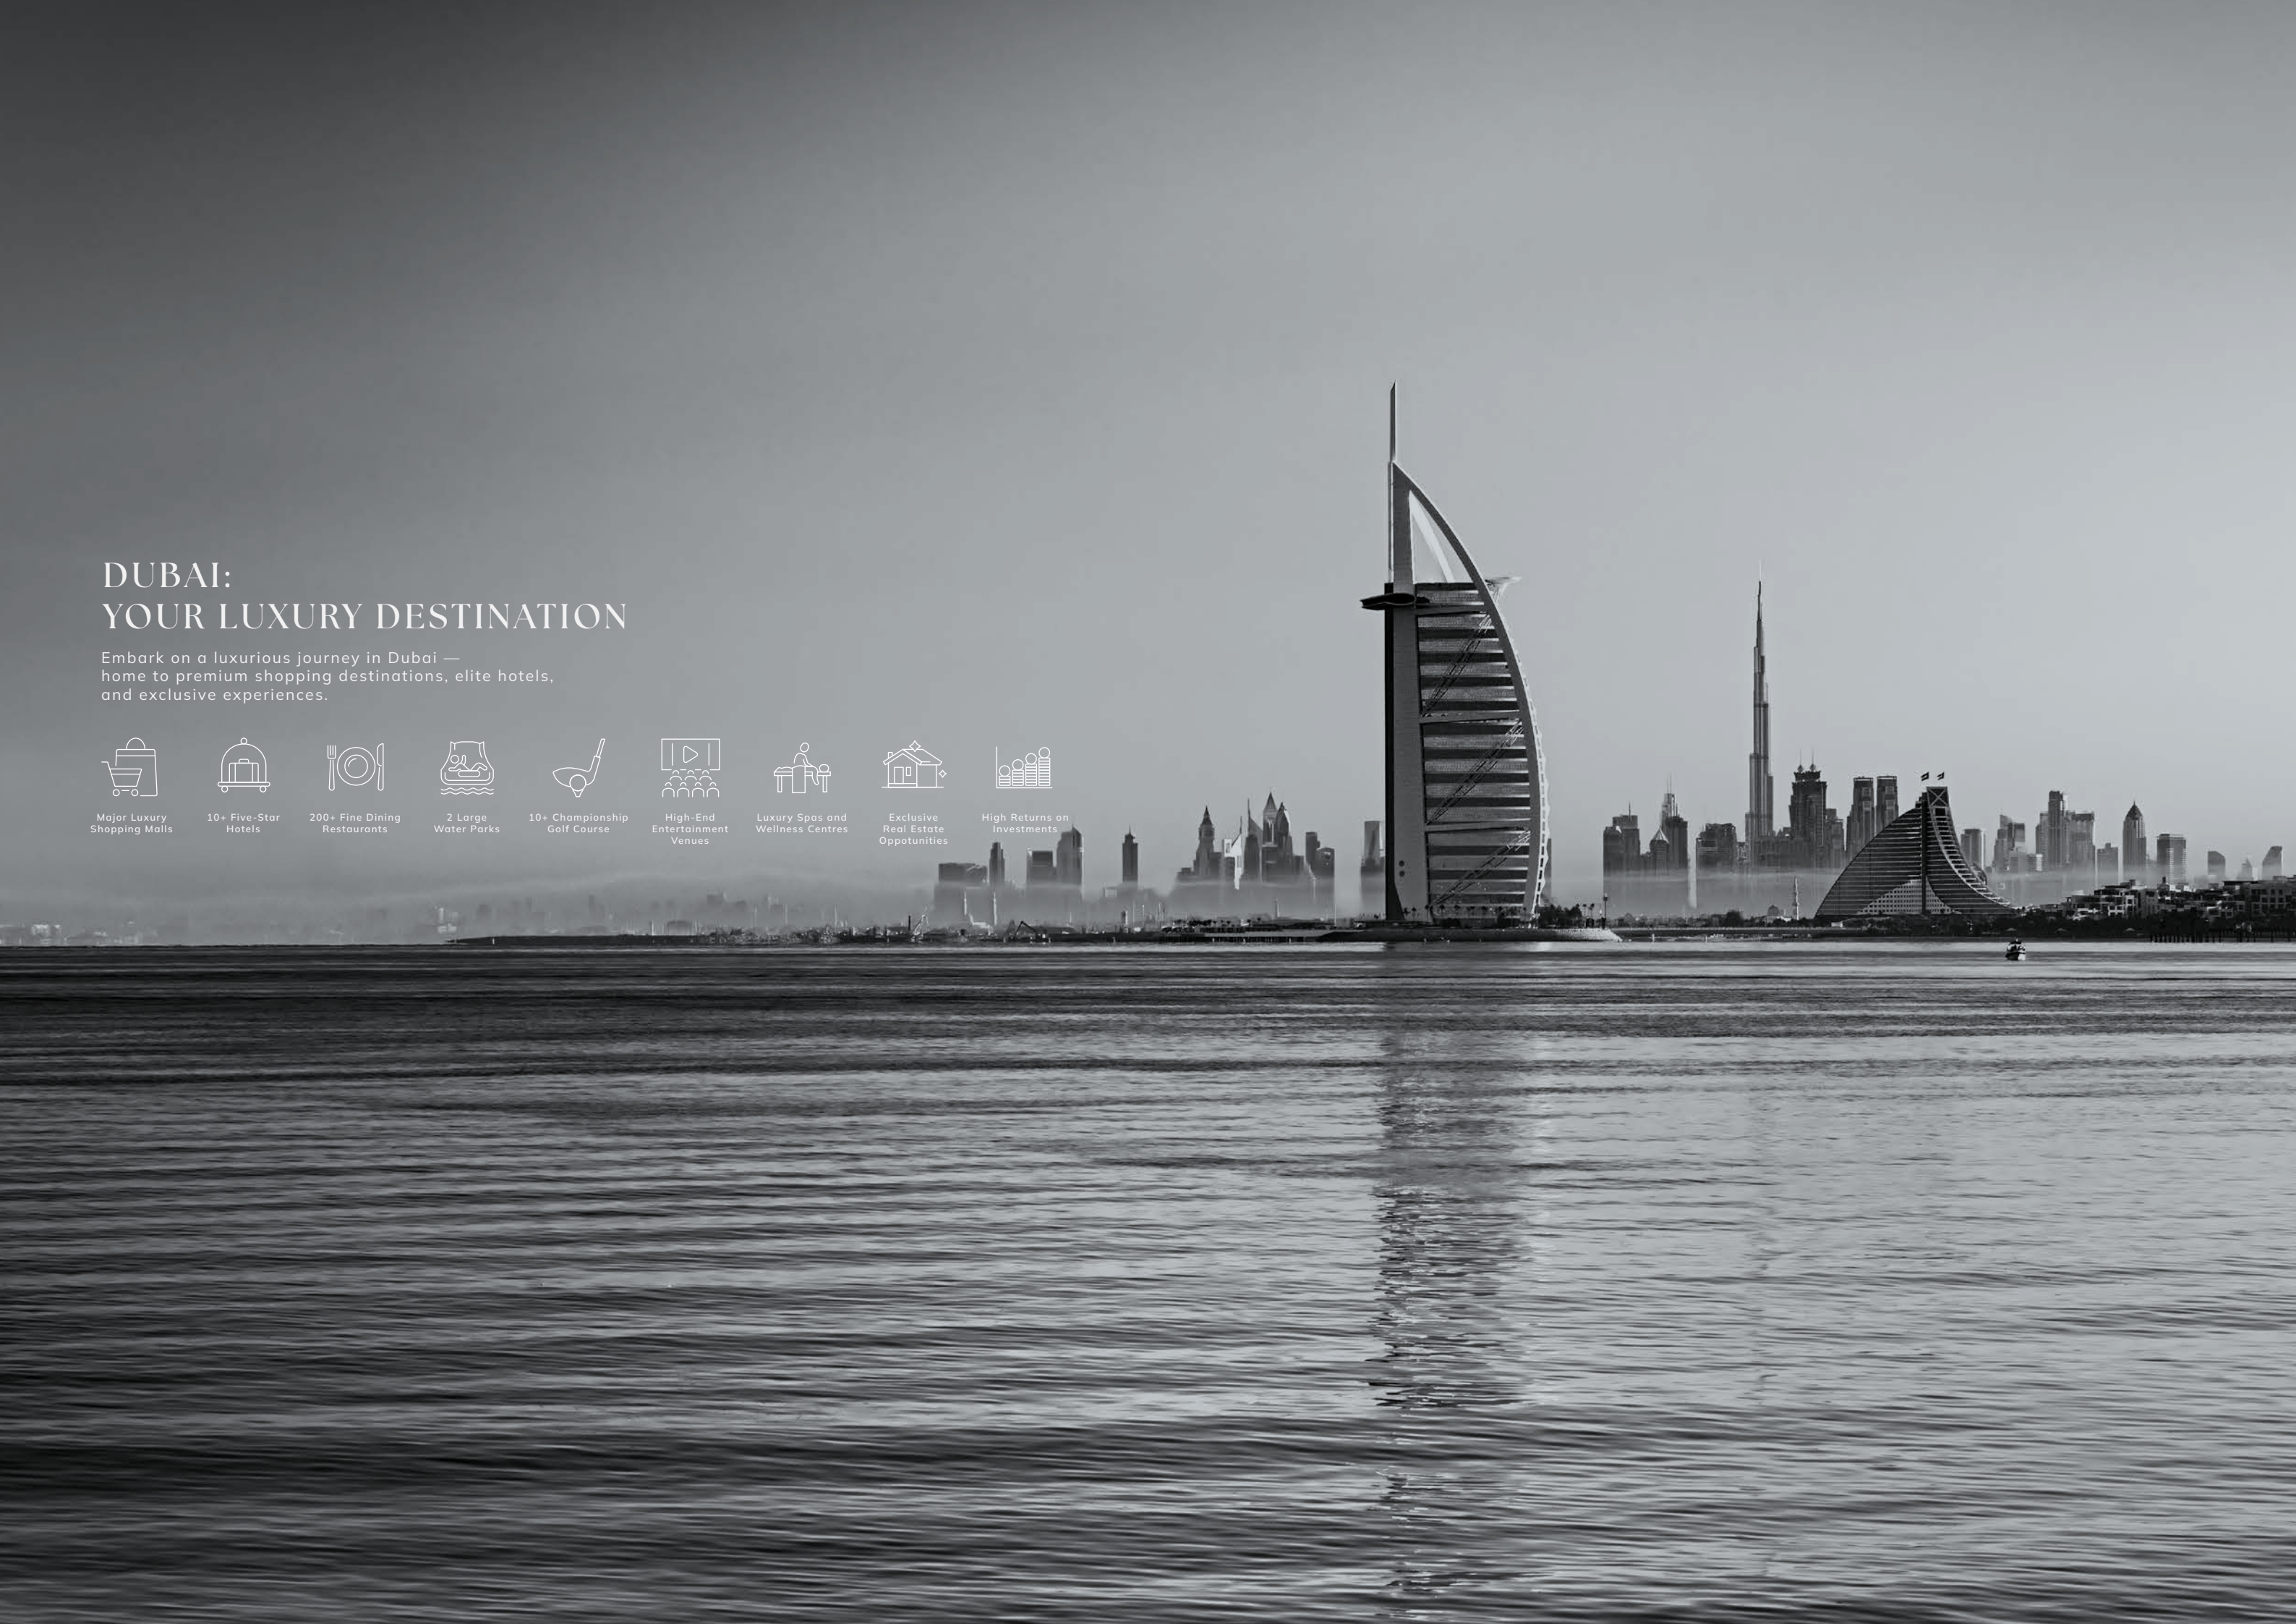 DUBAI:
YOUR LUXURY DESTINATION
Embark on a luxurious journey in Dubai —
home to premium shopping destinations, elite hotels,
and exclusive experiences.
Major Luxury
Shopping Malls
10+ Five-Star
Hotels
200+ Fine Dining
Restaurants
2 Large
Water Parks
10+ Championship
Golf Course
High-End
Entertainment
Venues
Luxury Spas and
Wellness Centres
Exclusive
Real Estate
Oppotunities
High Returns on
Investments